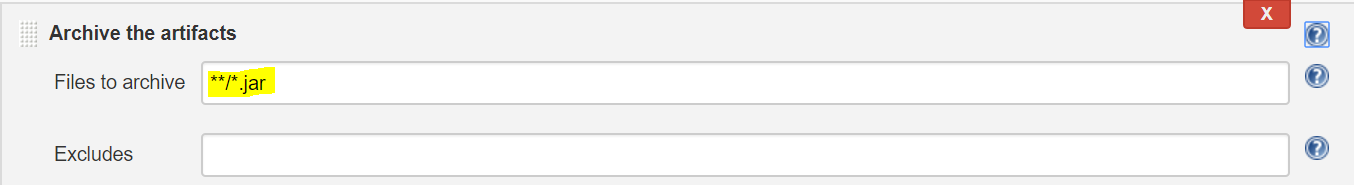 X
Archive the artifacts
?
Files to archive **/*.jar
?
Excludes
?